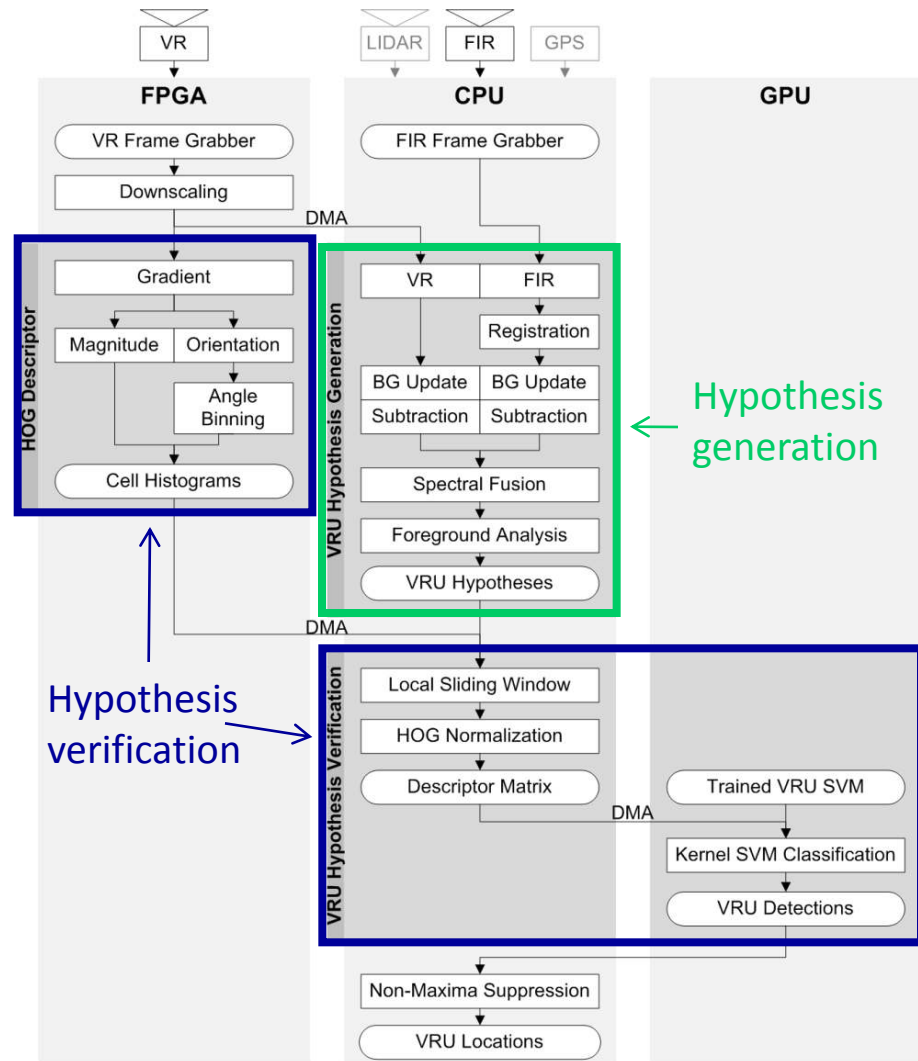 VR
LIDAR
FIR
GPS
FPGA
CPU
GPU
VR Frame Grabber
FIR Frame Grabber
Downscaling
DMA
HOG Descriptor
Gradient
Magnitude
Orientation
Angle
Binning
Cell Histograms
VRU Hypothesis Generation
VR
FIR
Registration
BG Update
BG Update
Subtraction
Subtraction
Spectral Fusion
Foreground Analysis
VRU Hypotheses
Hypothesis
generation
DMA
Hypothesis
verification
VRU Hypothesis Verification
Local Sliding Window
HOG Normalization
Descriptor Matrix
Trained VRU SVM
DMA
Kernel SVM Classification
VRU Detections
Non-Maxima Suppression
VRU Locations